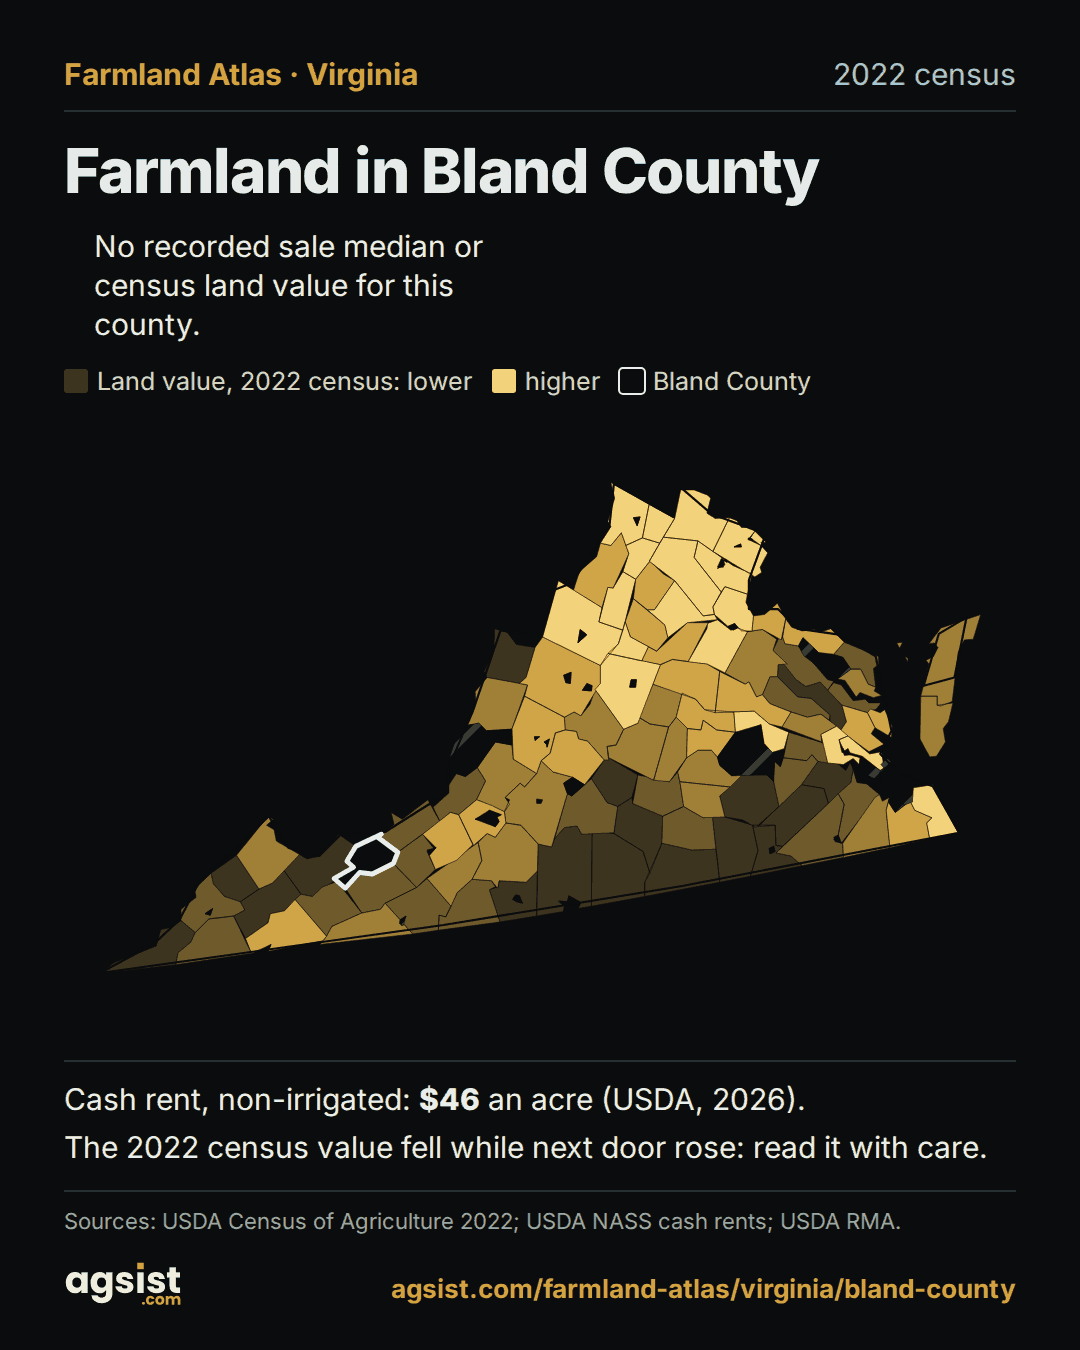 Farmland Atlas · Virginia
2022 census
Farmland in Bland County
No recorded sale median or
census land value for this
county.
Land value, 2022 census: lower
higher
Bland County
Cash rent, non-irrigated: $46 an acre (USDA, 2026).
The 2022 census value fell while next door rose: read it with care.
Sources: USDA Census of Agriculture 2022; USDA NASS cash rents; USDA RMA.
agsist
.com
agsist.com/farmland-atlas/virginia/bland-county